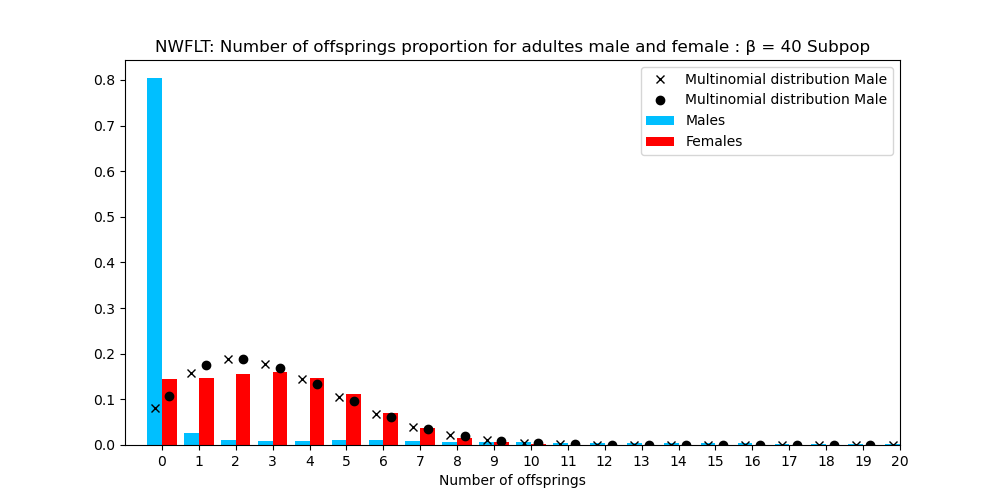 NWFLT: Number of offsprings proportion for adultes male and female : β = 40 Subpop
Multinomial distribution Male
Multinomial distribution Male
Males
Females
0.8
0.7
0.6
0.5
0.4
0.3
0.2
0.1
0.0
0 1 2 3 4 5 6 7 8 9 10 11 12 13 14 15 16 17 18 19 20
Number of offsprings